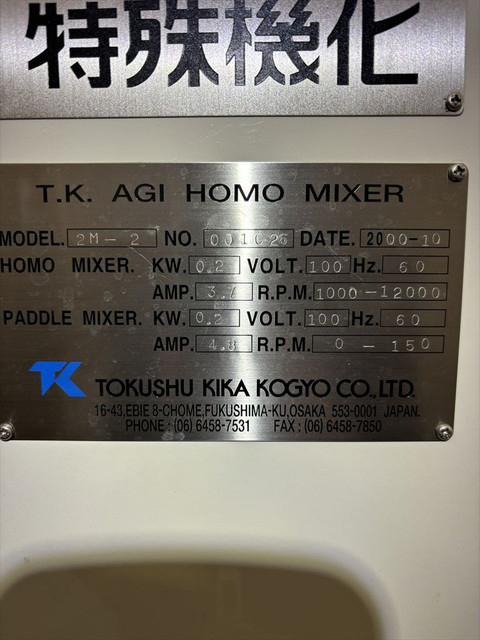 特殊機化
T.K. AGI HOMO MIXER
MODEL. 2M-2 NO. 001026 DATE. 2000-10
HOMO MIXER. KW. 0.2 VOLT. 100 Hz. 60
AMP. 3.7 R.P.M. 1000-12000
PADDLE MIXER. KW. 0.2 VOLT. 100 Hz. 60
AMP. 4.8 R.P.M. 0 - 150
TK TOKUSHU KIKA KOGYO CO.,LTD.
16-43,EBIE 8-CHOME,FUKUSHIMA-KU,OSAKA 553-0001 JAPAN.
PHONE : (06) 6458-7531 FAX : (06) 6458-7850